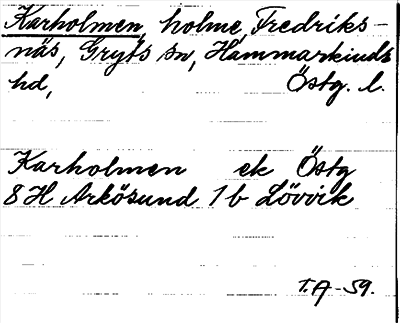 Karholmen, holme, Fredriks-
näs, Gryts sn, Hammarkinds
hd, Östg. l.
Karholmen ek Östg
8 H Arkösund 1 b Lövvik
T.A-59.